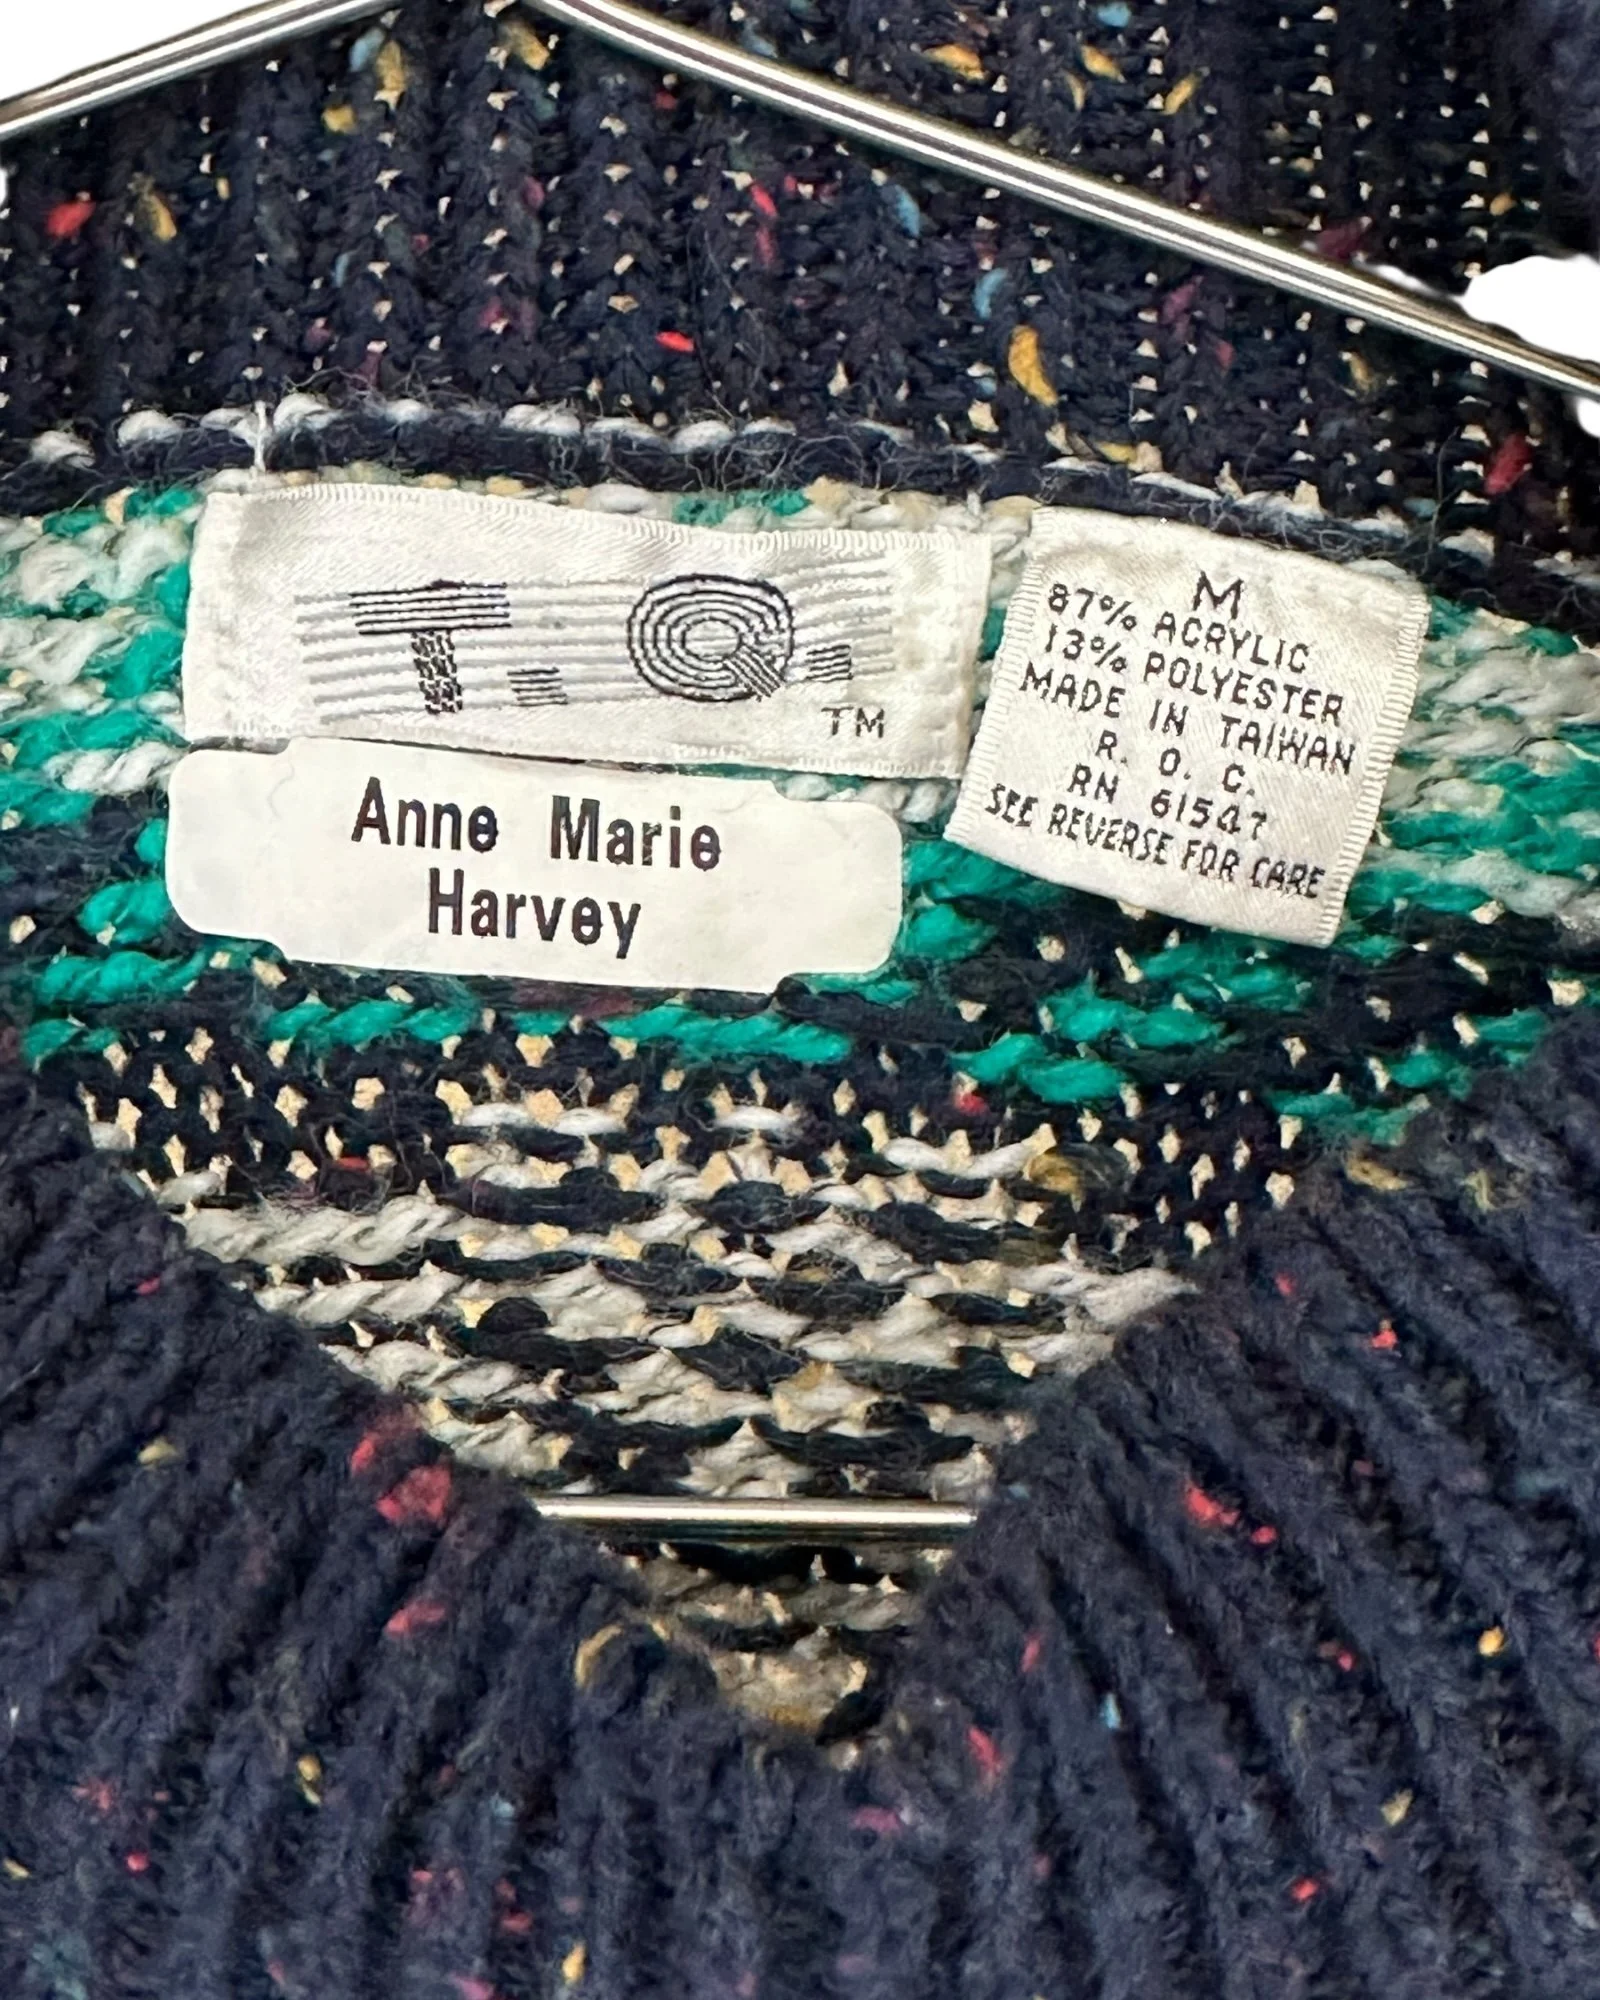 T. Q.
TM
Anne Marie
Harvey
M
87% ACRYLIC
13% POLYESTER
MADE IN TAIWAN
R. O. C.
RN 61547
SEE REVERSE FOR CARE